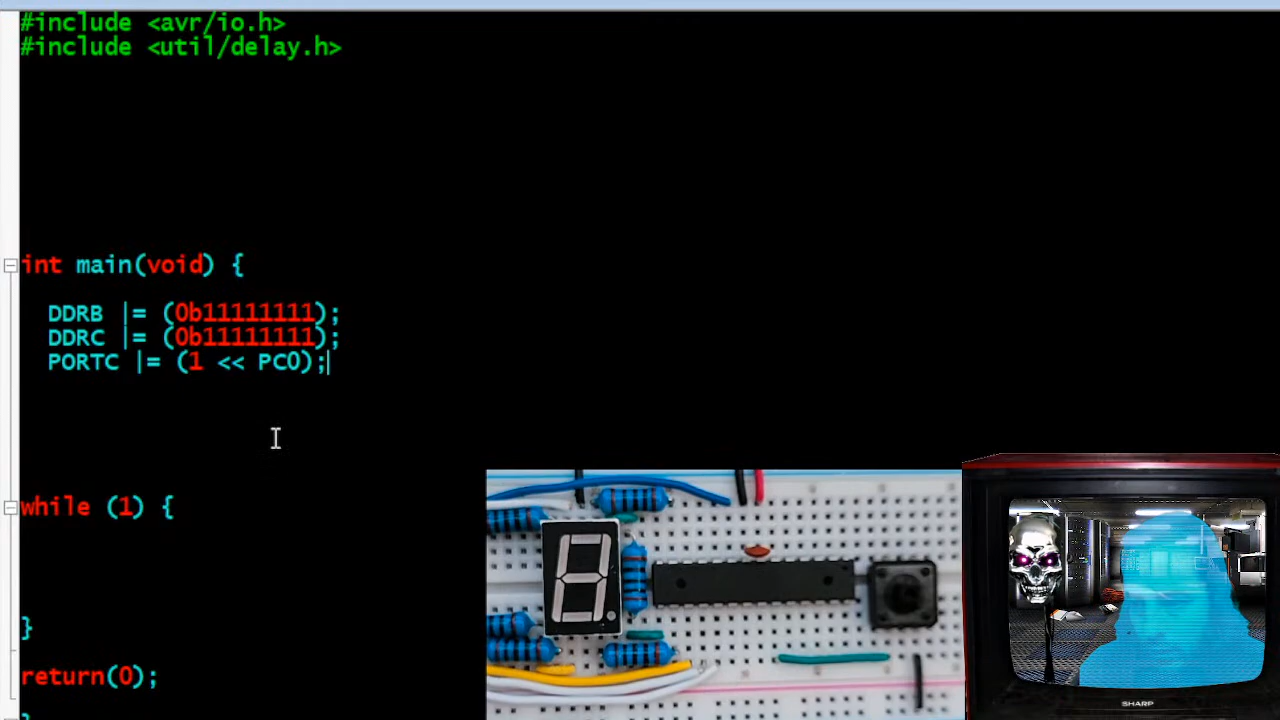 #include <avr/io.h>
#include <util/delay.h>
int main(void) {
DDRB |= (0b11111111);
DDRC |= (0b11111111);
PORTC |= (1 << PC0);
while (1) {
}
return(0);
SHARP